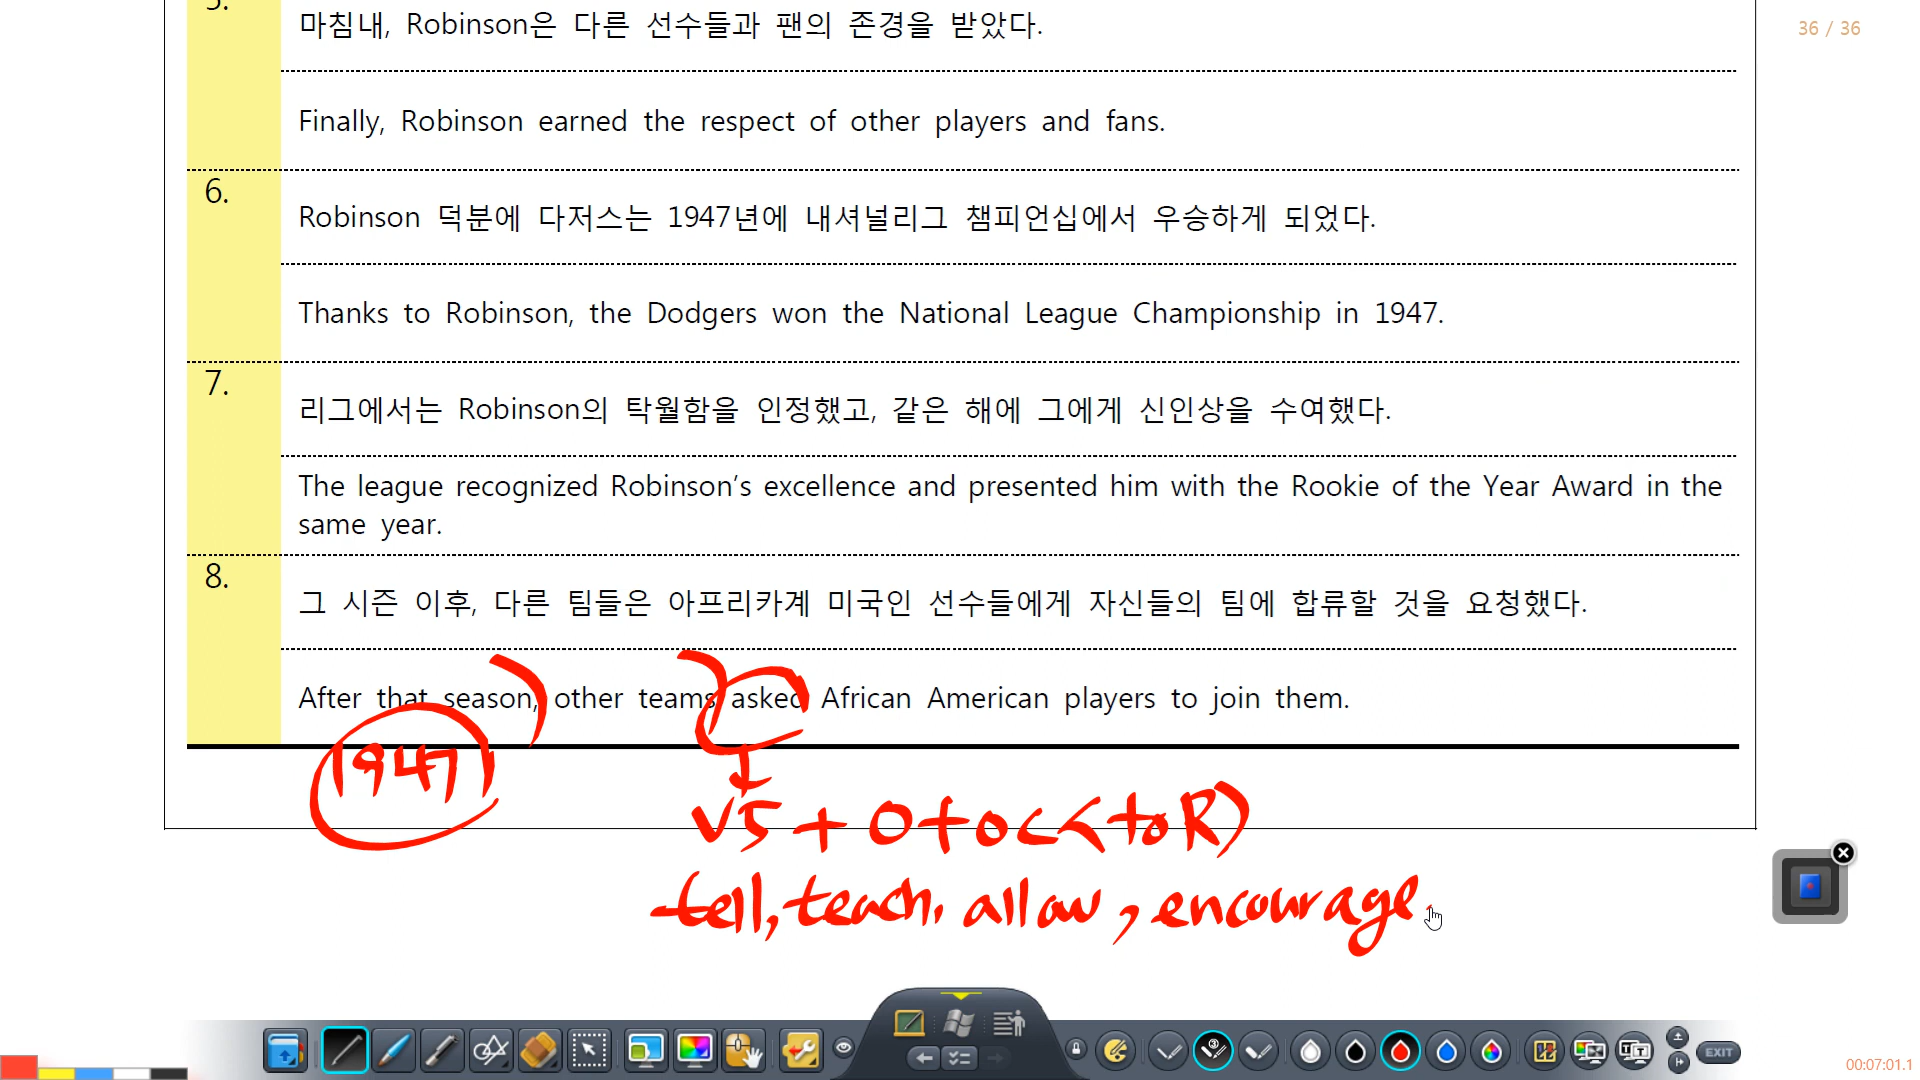 5.
마침내, Robinson은 다른 선수들과 팬의 존경을 받았다.
36 / 36
Finally, Robinson earned the respect of other players and fans.
6.
Robinson 덕분에 다저스는 1947년에 내셔널리그 챔피언십에서 우승하게 되었다.
Thanks to Robinson, the Dodgers won the National League Championship in 1947.
7.
리그에서는 Robinson의 탁월함을 인정했고, 같은 해에 그에게 신인상을 수여했다.
The league recognized Robinson’s excellence and presented him with the Rookie of the Year Award in the
same year.
8.
그 시즌 이후, 다른 팀들은 아프리카계 미국인 선수들에게 자신들의 팀에 합류할 것을 요청했다.
After that season, other teams asked African American players to join them.
1947
V5 + O + oc < to R)
tell, teach, allow, encourage
EXIT
00:07:01.1